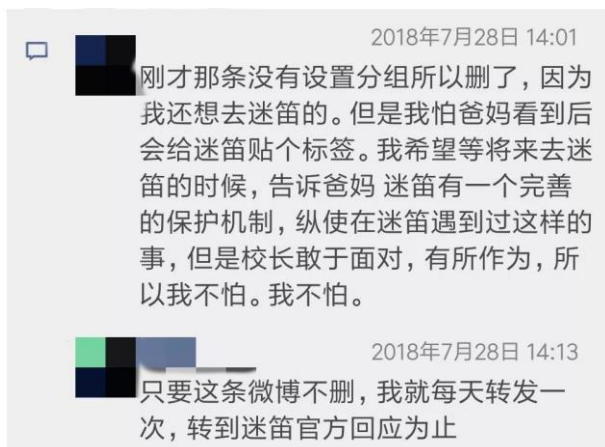 2018年7月28日 14:01
刚才那条没有设置分组所以删了，因为
我还想去迷笛的。但是我怕爸妈看到后
会给迷笛贴个标签。我希望等将来去迷
笛的时候，告诉爸妈 迷笛有一个完善
的保护机制，纵使在迷笛遇到过这样的
事，但是校长敢于面对，有所作为，所
以我不怕。我不怕。
2018年7月28日 14:13
只要这条微博不删，我就每天转发一
次，转到迷笛官方回应为止